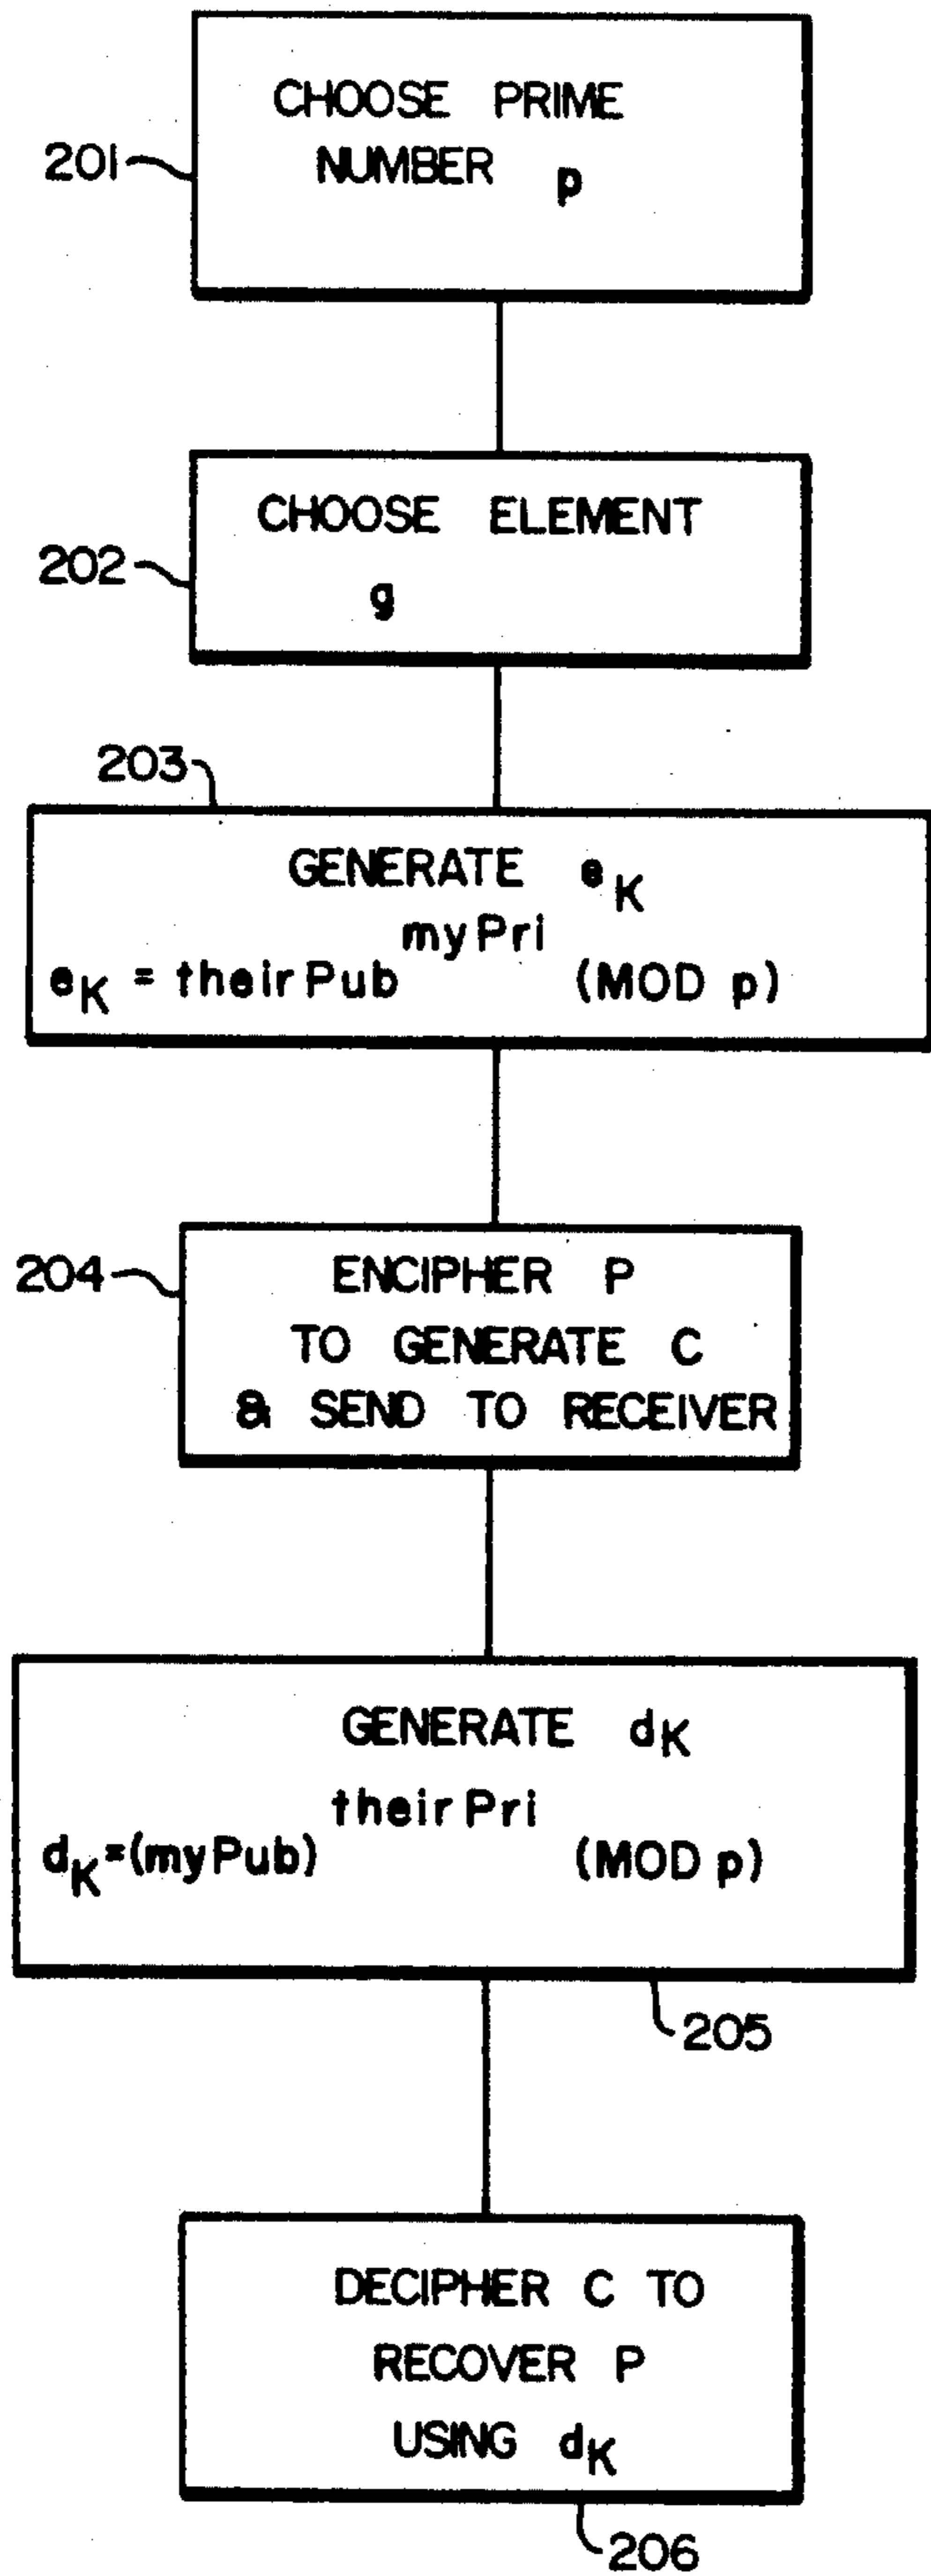 CHOOSE PRIME
NUMBER p
201
CHOOSE ELEMENT
g
202
203
GENERATE eK
myPri
eK = theirPub (MOD p)
204
ENCIPHER P
TO GENERATE C
& SEND TO RECEIVER
GENERATE dK
theirPri
dK=(myPub) (MOD p)
205
DECIPHER C TO
RECOVER P
USING dK
206